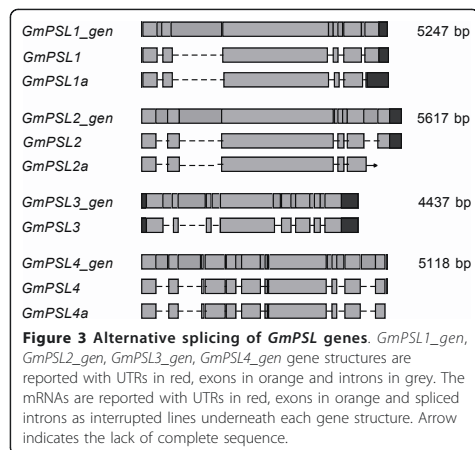 GmPSL1_gen 5247 bp
GmPSL1
GmPSL1a
GmPSL2_gen 5617 bp
GmPSL2
GmPSL2a
GmPSL3_gen 4437 bp
GmPSL3
GmPSL4_gen 5118 bp
GmPSL4
GmPSL4a
Figure 3 Alternative splicing of GmPSL genes. GmPSL1_gen,
GmPSL2_gen, GmPSL3_gen, GmPSL4_gen gene structures are
reported with UTRs in red, exons in orange and introns in grey. The
mRNAs are reported with UTRs in red, exons in orange and spliced
introns as interrupted lines underneath each gene structure. Arrow
indicates the lack of complete sequence.